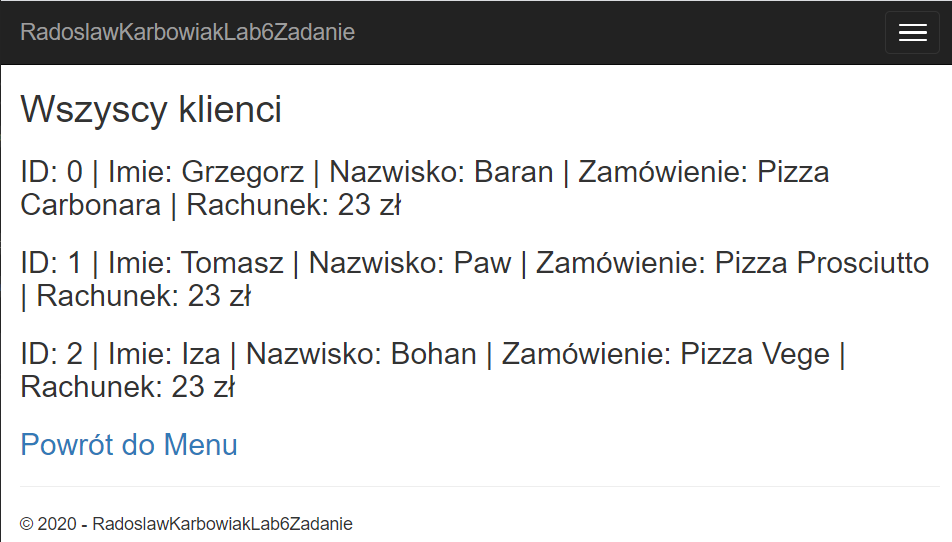 RadoslawKarbowiakLab6Zadanie
Wszyscy klienci
ID: 0 | Imie: Grzegorz | Nazwisko: Baran | Zamówienie: Pizza
Carbonara | Rachunek: 23 zł
ID: 1 | Imie: Tomasz | Nazwisko: Paw | Zamówienie: Pizza Prosciutto
| Rachunek: 23 zł
ID: 2 | Imie: Iza | Nazwisko: Bohan | Zamówienie: Pizza Vege |
Rachunek: 23 zł
Powrót do Menu
© 2020 - RadoslawKarbowiakLab6Zadanie